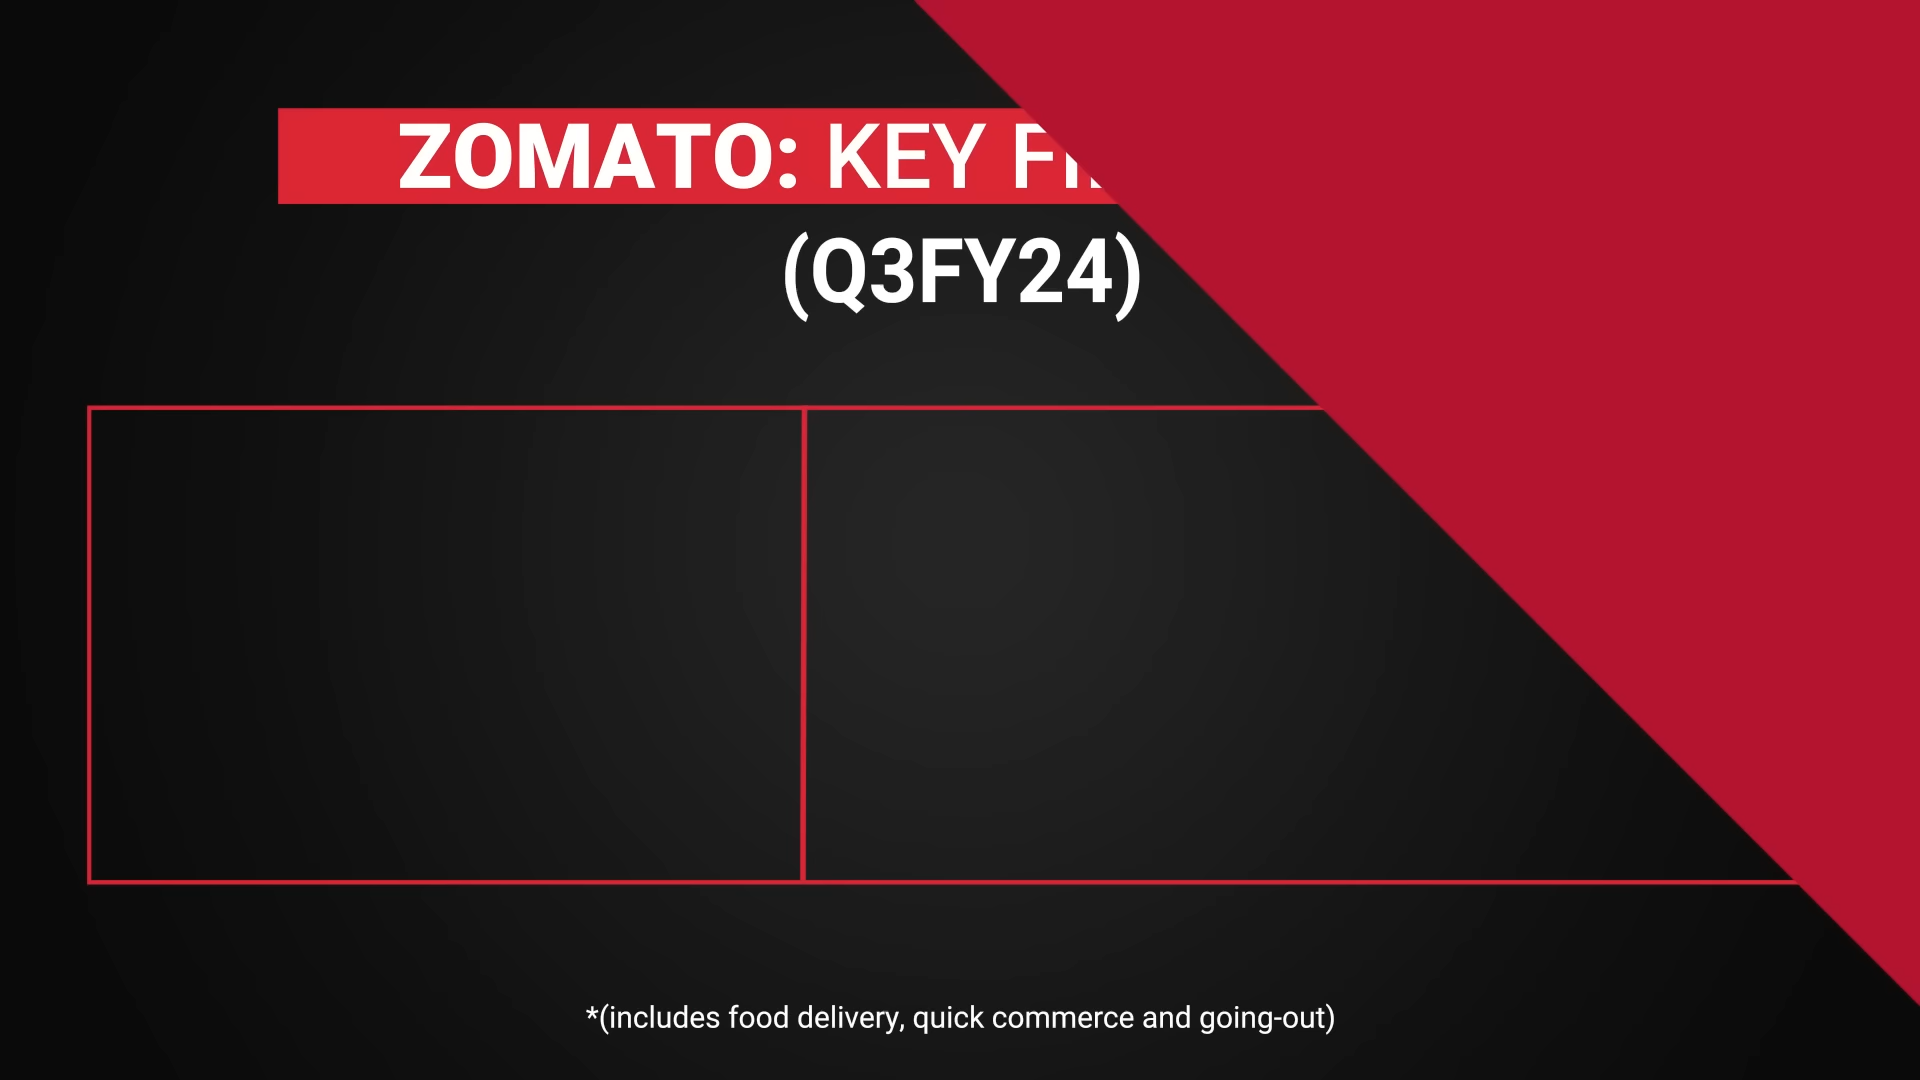 ZOMATO: KEY
(Q3FY24)
*(includes food delivery, quick commerce and going-out)